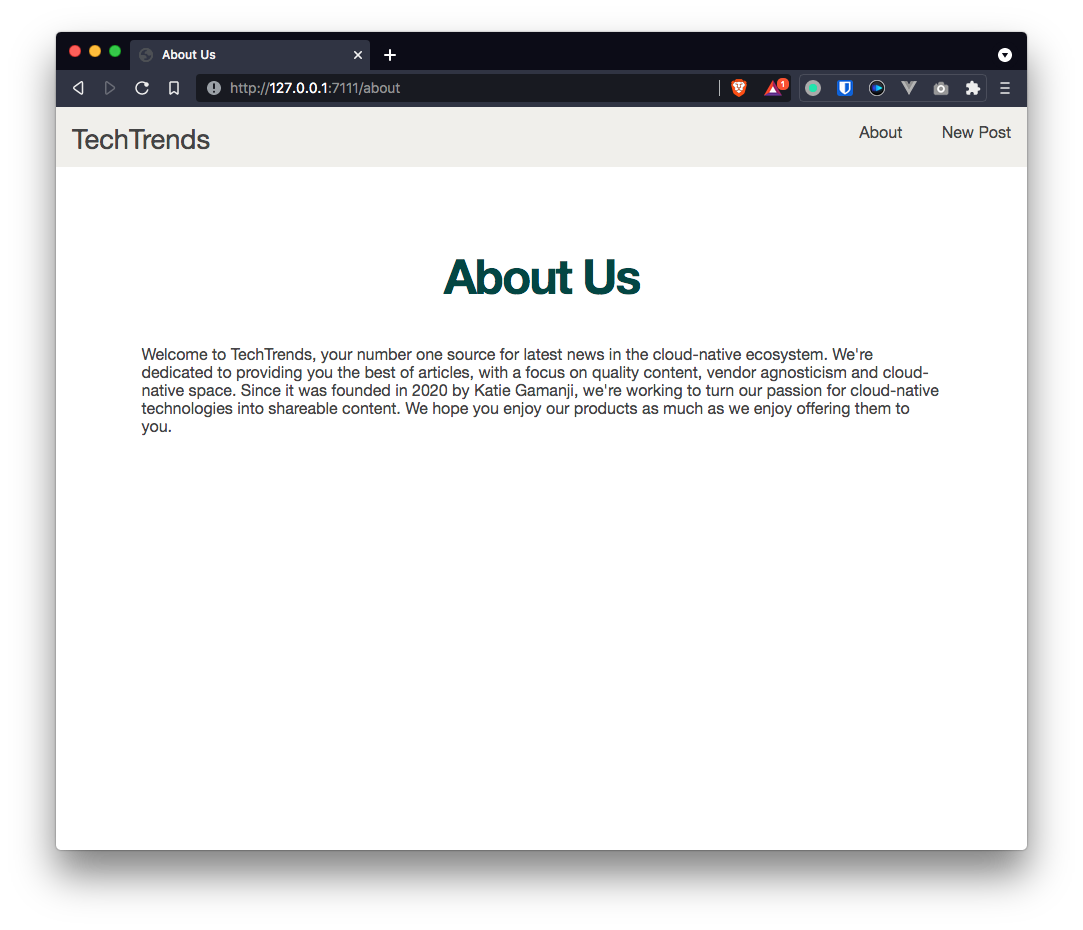 About Us
http://127.0.0.1:7111/about
1
TechTrends
About
New Post
About Us
Welcome to TechTrends, your number one source for latest news in the cloud-native ecosystem. We're
dedicated to providing you the best of articles, with a focus on quality content, vendor agnosticism and cloud-
native space. Since it was founded in 2020 by Katie Gamanji, we're working to turn our passion for cloud-native
technologies into shareable content. We hope you enjoy our products as much as we enjoy offering them to
you.